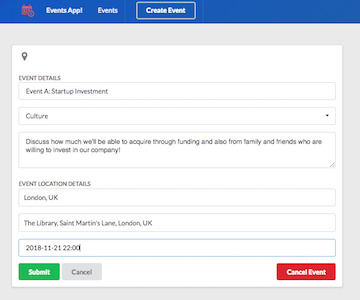 Events App!
Events
Create Event
EVENT DETAILS
Event A: Startup Investment
Culture
Discuss how much we'll be able to acquire through funding and also from family and friends who are
willing to invest in our company!
EVENT LOCATION DETAILS
London, UK
The Library, Saint Martin's Lane, London, UK
2018-11-21 22:00
Submit
Cancel
Cancel Event